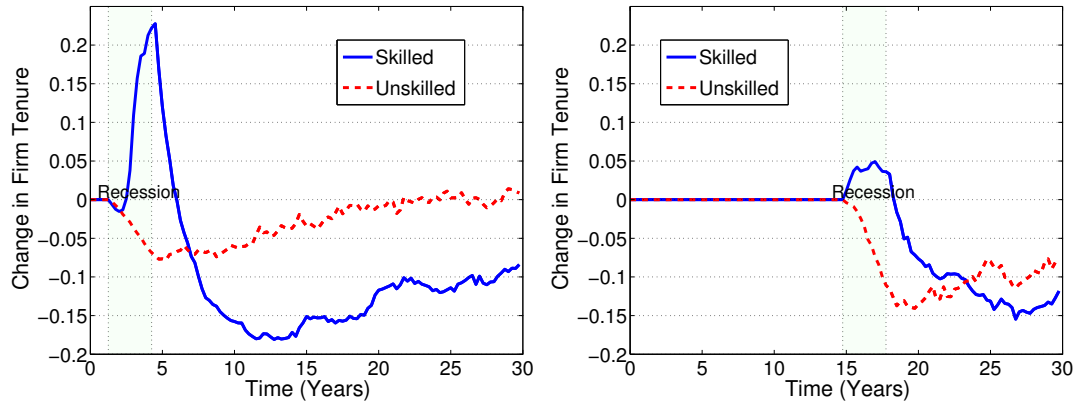 0.2
0.15
0.1
0.05
0
−0.05
−0.1
−0.15
−0.2
Change in Firm Tenure
Skilled
Unskilled
Recession
0 5 10 15 20 25 30
Time (Years)
0.2
0.15
0.1
0.05
0
−0.05
−0.1
−0.15
−0.2
Change in Firm Tenure
Skilled
Unskilled
Recession
0 5 10 15 20 25 30
Time (Years)